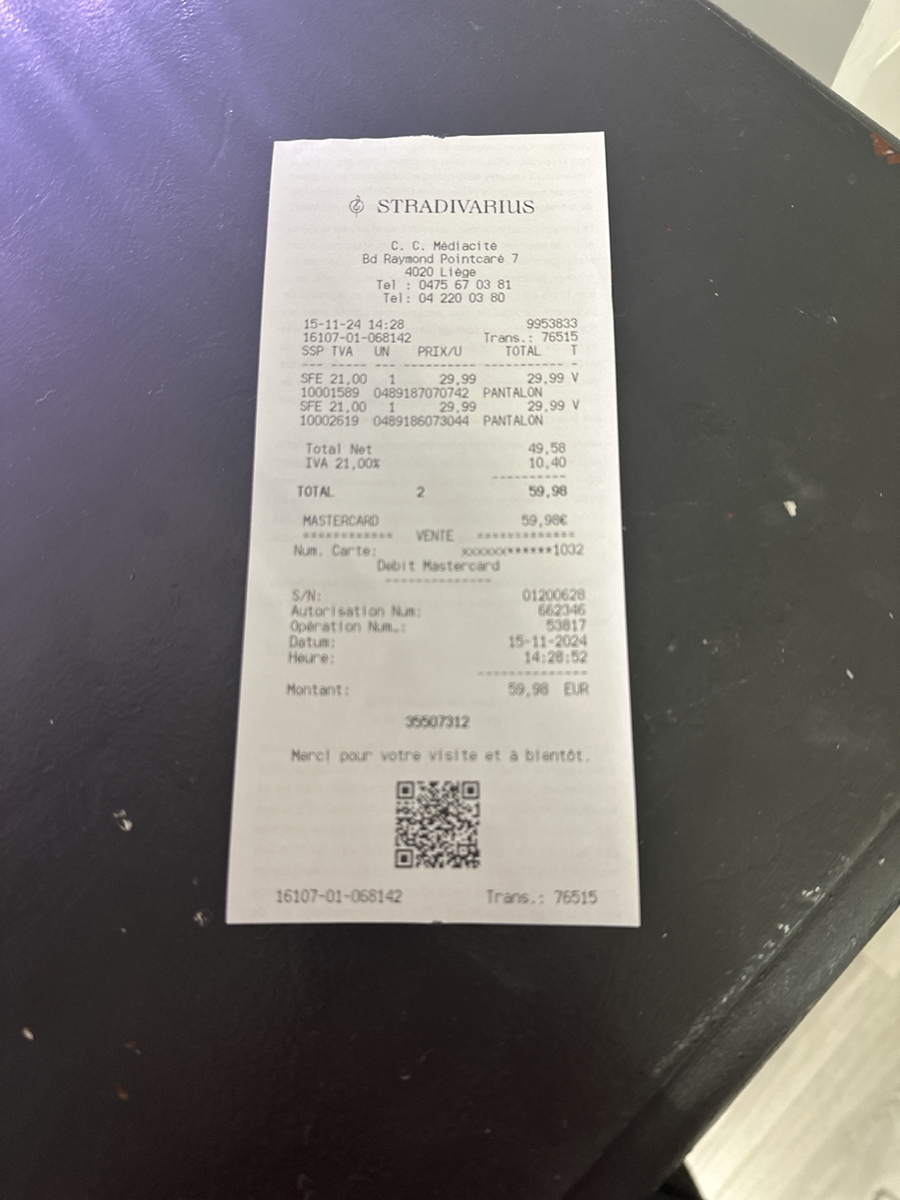 STRADIVARIUS
C. C. Médiacité
Bd Raymond Pointcaré 7
4020 Liège
Tel : 0475 67 03 81
Tel: 04 220 03 80
15-11-24 14:28 9953833
16107-01-068142 Trans.: 76515
SSP TVA UN PRIX/U TOTAL T
--- --- ---- ------- ---------- -
SFE 21,00 1 29,99 29,99 V
10001589 0489187070742 PANTALON
SFE 21,00 1 29,99 29,99 V
10002619 0489186073044 PANTALON
Total Net 49,58
IVA 21,00% 10,40
----------
TOTAL 2 59,98
MASTERCARD 59,98€
============ VENTE =============
Num. Carte: xxxxxx******1032
Debit Mastercard
--------------
S/N: 01200628
Autorisation Num: 662346
Opération Num.: 53817
Datum: 15-11-2024
Heure: 14:28:52
--------------
Montant: 59,98 EUR
35507312
Merci pour votre visite et à bientôt.
16107-01-068142 Trans.: 76515